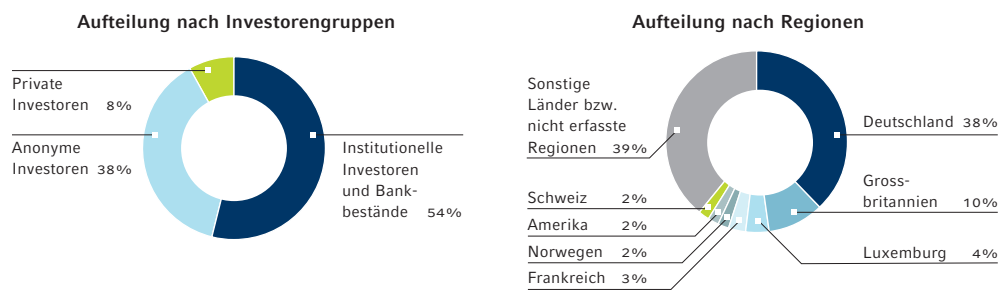 Aufteilung nach Investorengruppen
Private
Investoren 8%
Anonyme
Investoren 38%
Institutionelle
Investoren
und Bank-
bestände 54%
Aufteilung nach Regionen
Sonstige
Länder bzw.
nicht erfasste
Regionen 39%
Schweiz 2%
Amerika 2%
Norwegen 2%
Frankreich 3%
Deutschland 38%
Gross-
britannien 10%
Luxemburg 4%